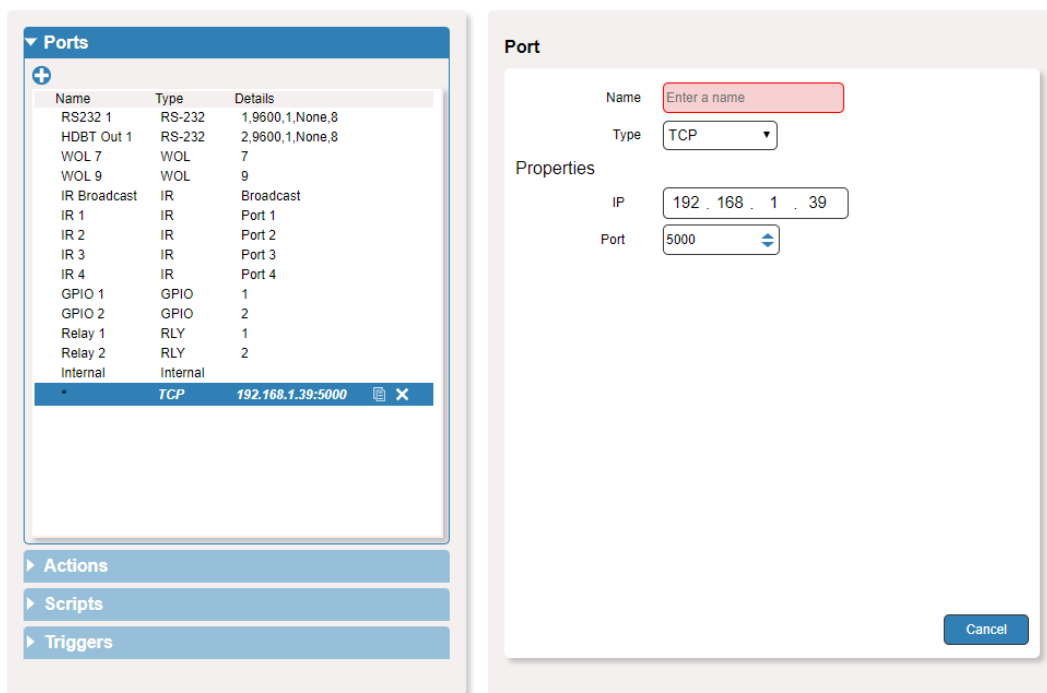 Ports
Name Type Details
RS232 1 RS-232 1,9600,1,None,8
HDBT Out 1 RS-232 2,9600,1,None,8
WOL 7 WOL 7
WOL 9 WOL 9
IR Broadcast IR Broadcast
IR 1 IR Port 1
IR 2 IR Port 2
IR 3 IR Port 3
IR 4 IR Port 4
GPIO 1 GPIO 1
GPIO 2 GPIO 2
Relay 1 RLY 1
Relay 2 RLY 2
Internal Internal
* TCP 192.168.1.39:5000
Actions
Scripts
Triggers
Port
Name Enter a name
Type TCP
Properties
IP 192 . 168 . 1 . 39
Port 5000
Cancel